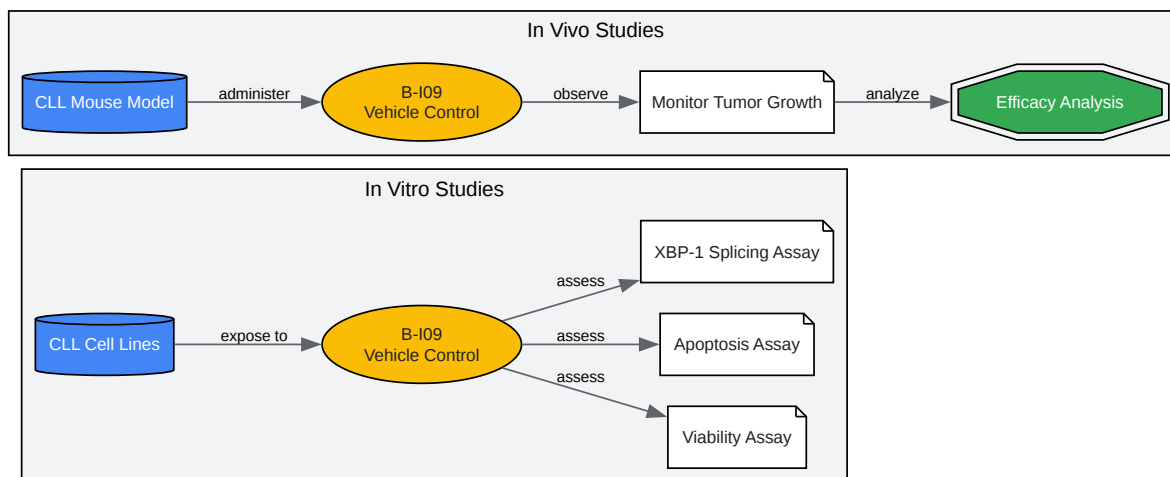 In Vivo Studies
CLL Mouse Model
administer
B-I09
Vehicle Control
observe
Monitor Tumor Growth
analyze
Efficacy Analysis
In Vitro Studies
CLL Cell Lines
expose to
B-I09
Vehicle Control
assess
XBP-1 Splicing Assay
assess
Apoptosis Assay
assess
Viability Assay